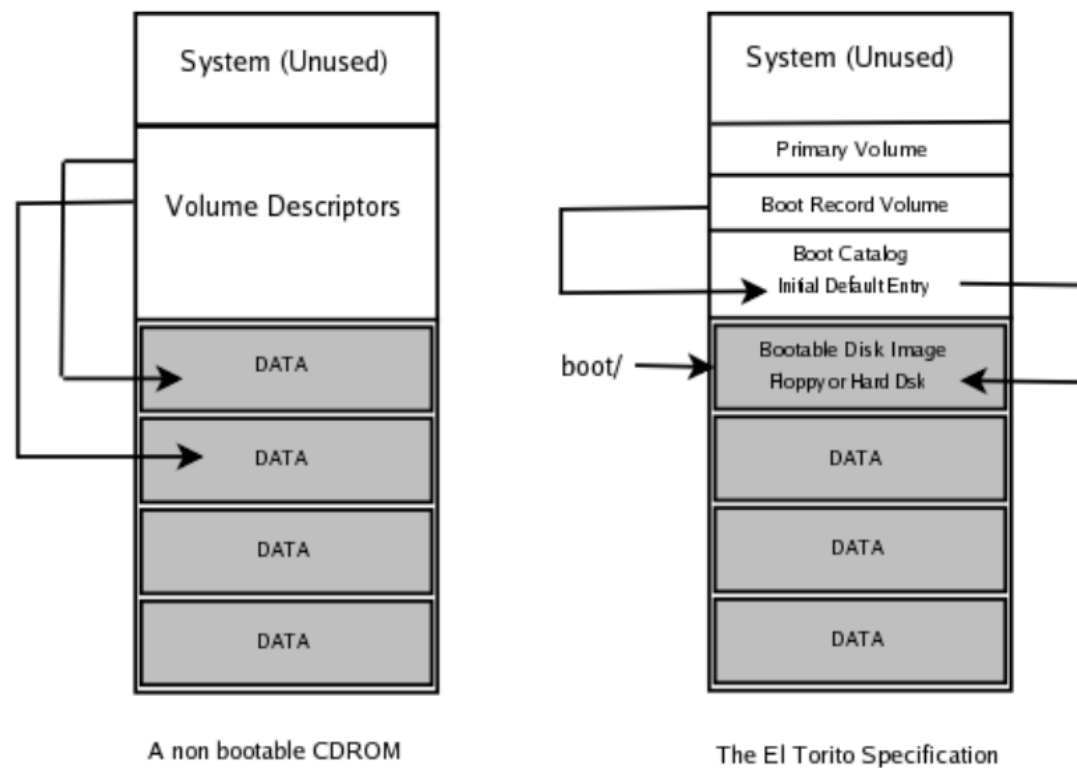 System (Unused)
Volume Descriptors
DATA
DATA
DATA
DATA
A non bootable CDROM
System (Unused)
Primary Volume
Boot Record Volume
Boot Catalog
Initial Default Entry
boot/
Bootable Disk Image
Floppy or Hard Dsk
DATA
DATA
DATA
The El Torito Specification